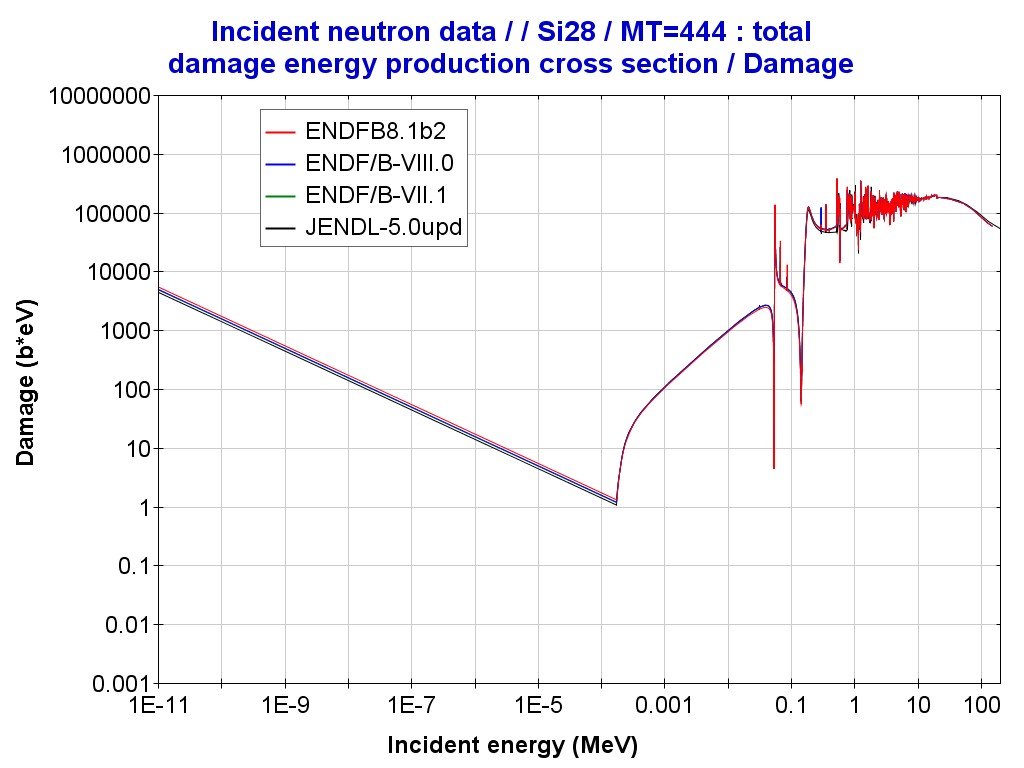 Incident neutron data / / Si28 / MT=444 : total
damage energy production cross section / Damage
10000000
1000000
100000
10000
1000
100
10
1
0.1
0.01
0.001
ENDFB8.1b2
ENDF/B-VIII.0
ENDF/B-VII.1
JENDL-5.0upd
Damage (b*eV)
1E-11 1E-9 1E-7 1E-5 0.001 0.1 1 10 100
Incident energy (MeV)